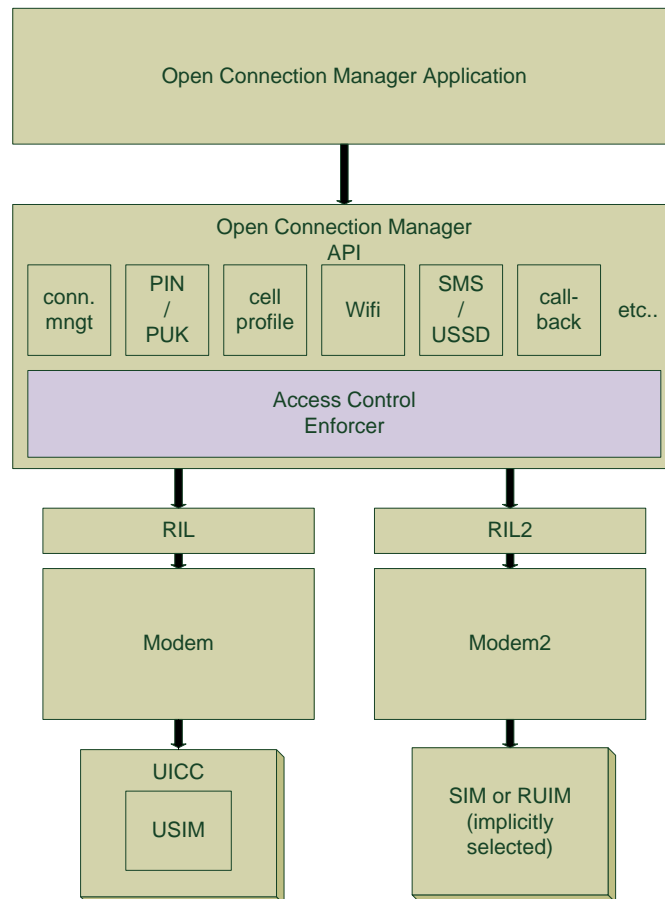 Open Connection Manager Application
Open Connection Manager
API
conn.
mngt
PIN
/
PUK
cell
profile
Wifi
SMS
/
USSD
call-
back
etc..
Access Control
Enforcer
RIL
RIL2
Modem
Modem2
UICC
USIM
SIM or RUIM
(implicitly
selected)